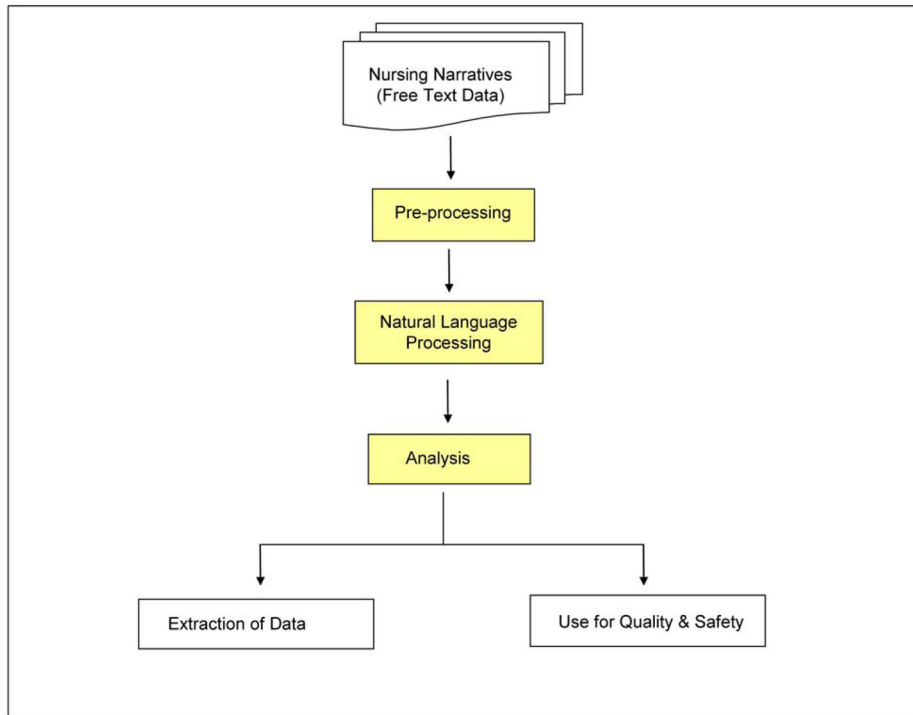 Nursing Narratives
(Free Text Data)
Pre-processing
Natural Language
Processing
Analysis
Extraction of Data
Use for Quality & Safety